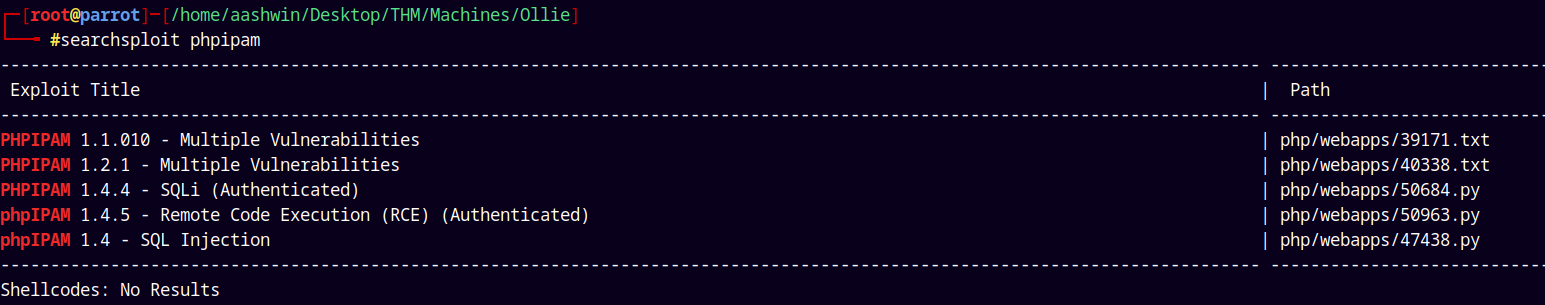 [root@parrot]-[/home/aashwin/Desktop/THM/Machines/Ollie]
#searchsploit phpipam
Exploit Title | Path
PHPIPAM 1.1.010 - Multiple Vulnerabilities | php/webapps/39171.txt
PHPIPAM 1.2.1 - Multiple Vulnerabilities | php/webapps/40338.txt
PHPIPAM 1.4.4 - SQLi (Authenticated) | php/webapps/50684.py
phpIPAM 1.4.5 - Remote Code Execution (RCE) (Authenticated) | php/webapps/50963.py
phpIPAM 1.4 - SQL Injection | php/webapps/47438.py
Shellcodes: No Results